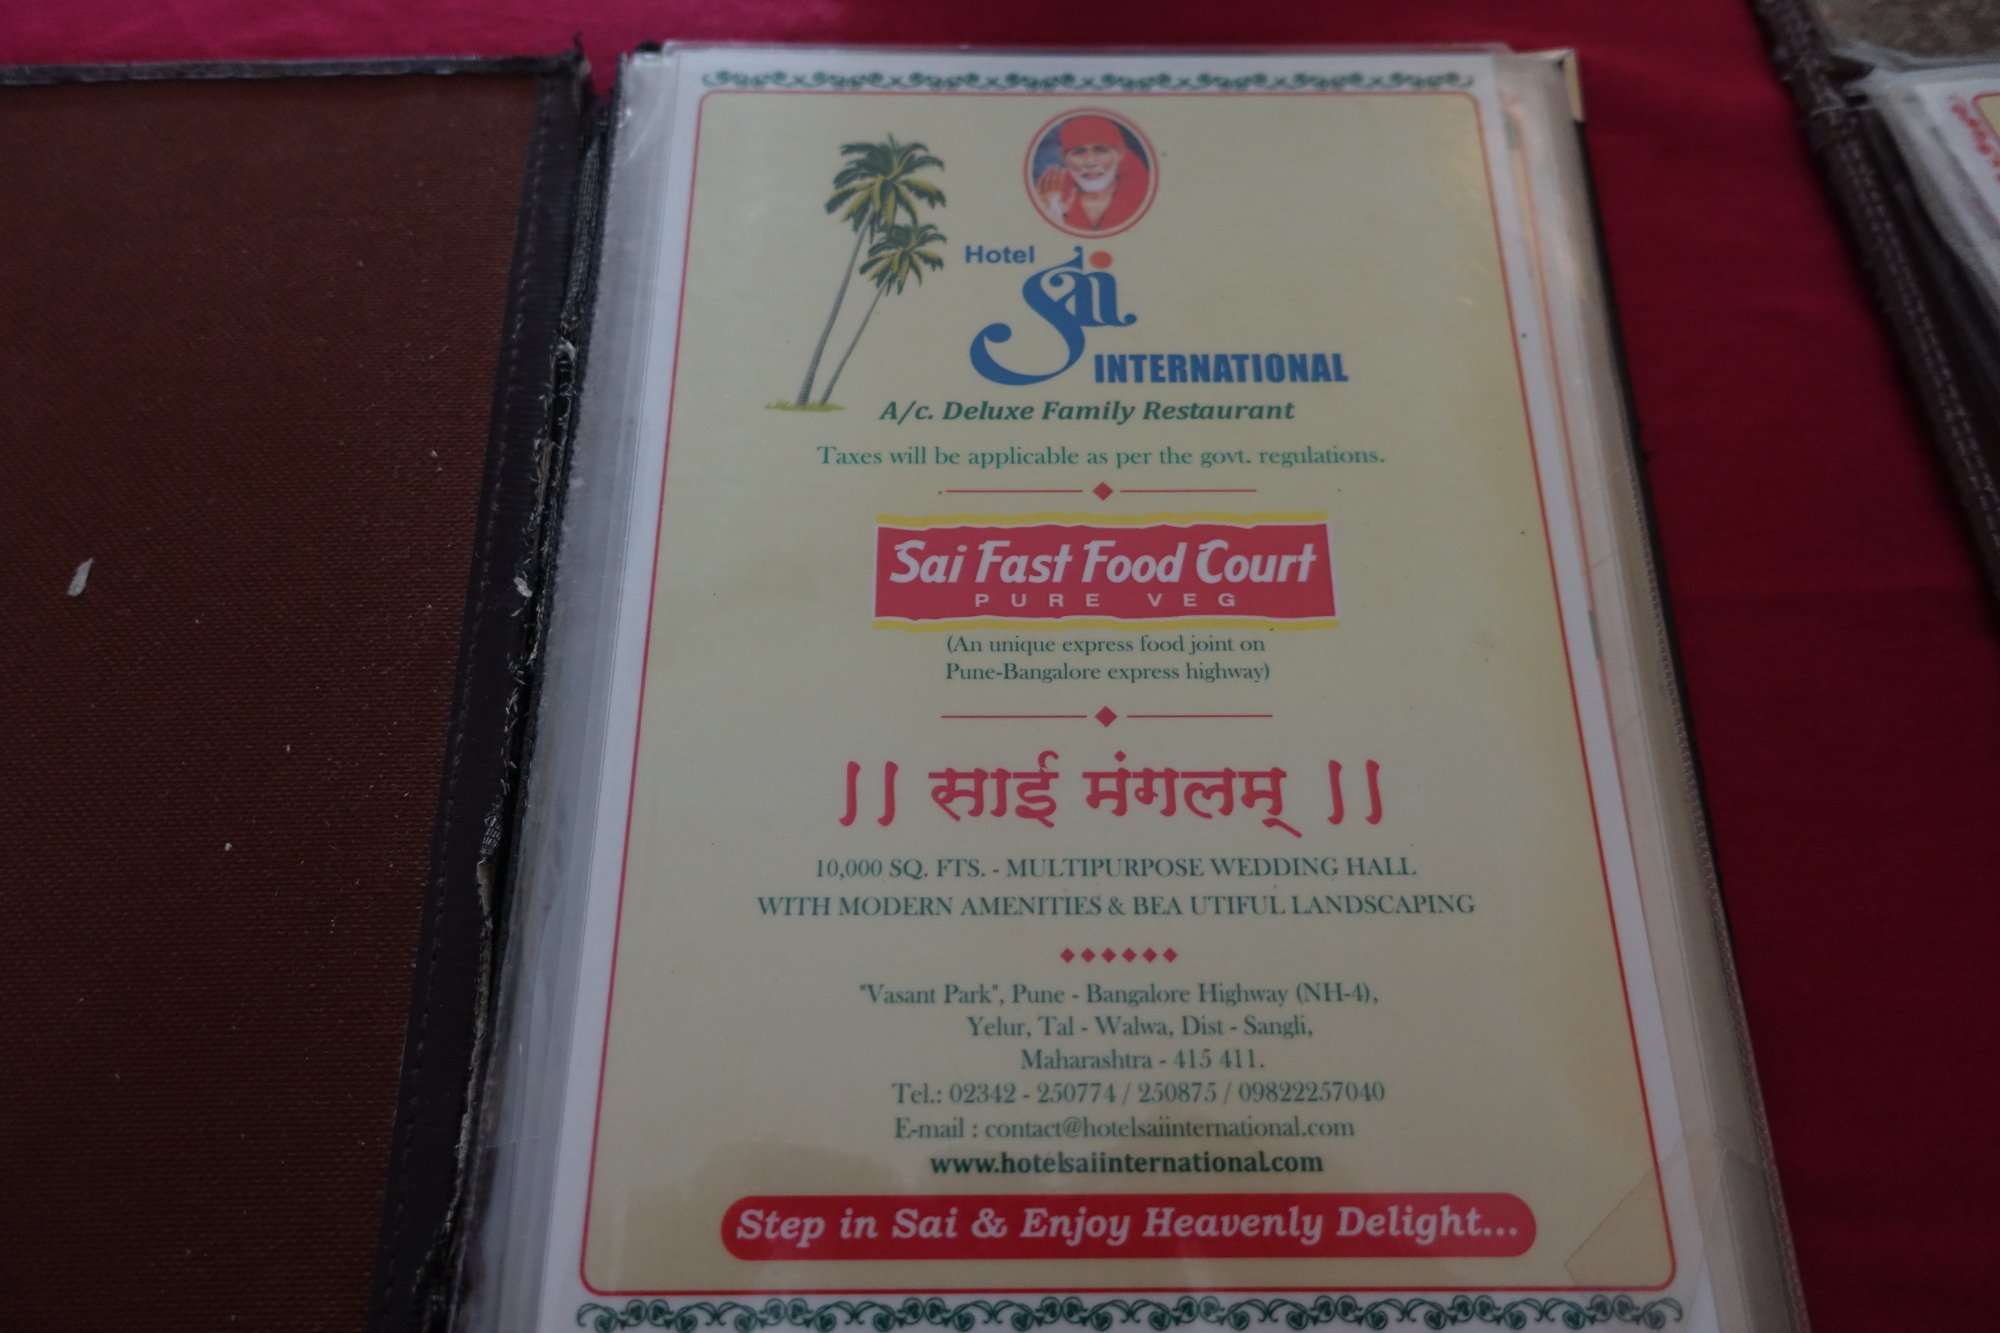 Hotel Sai
INTERNATIONAL
A/c. Deluxe Family Restaurant
Taxes will be applicable as per the govt. regulations.
Sai Fast Food Court
PURE VEG
(An unique express food joint on
Pune-Bangalore express highway)
|| साई मंगलम् ||
10,000 SQ. FTS. - MULTIPURPOSE WEDDING HALL
WITH MODERN AMENITIES & BEA UTIFUL LANDSCAPING
"Vasant Park", Pune - Bangalore Highway (NH-4),
Yelur, Tal - Walwa, Dist - Sangli,
Maharashtra - 415 411.
Tel.: 02342 - 250774 / 250875 / 09822257040
E-mail : contact@hotelsaiinternational.com
www.hotelsaiinternational.com
Step in Sai & Enjoy Heavenly Delight...